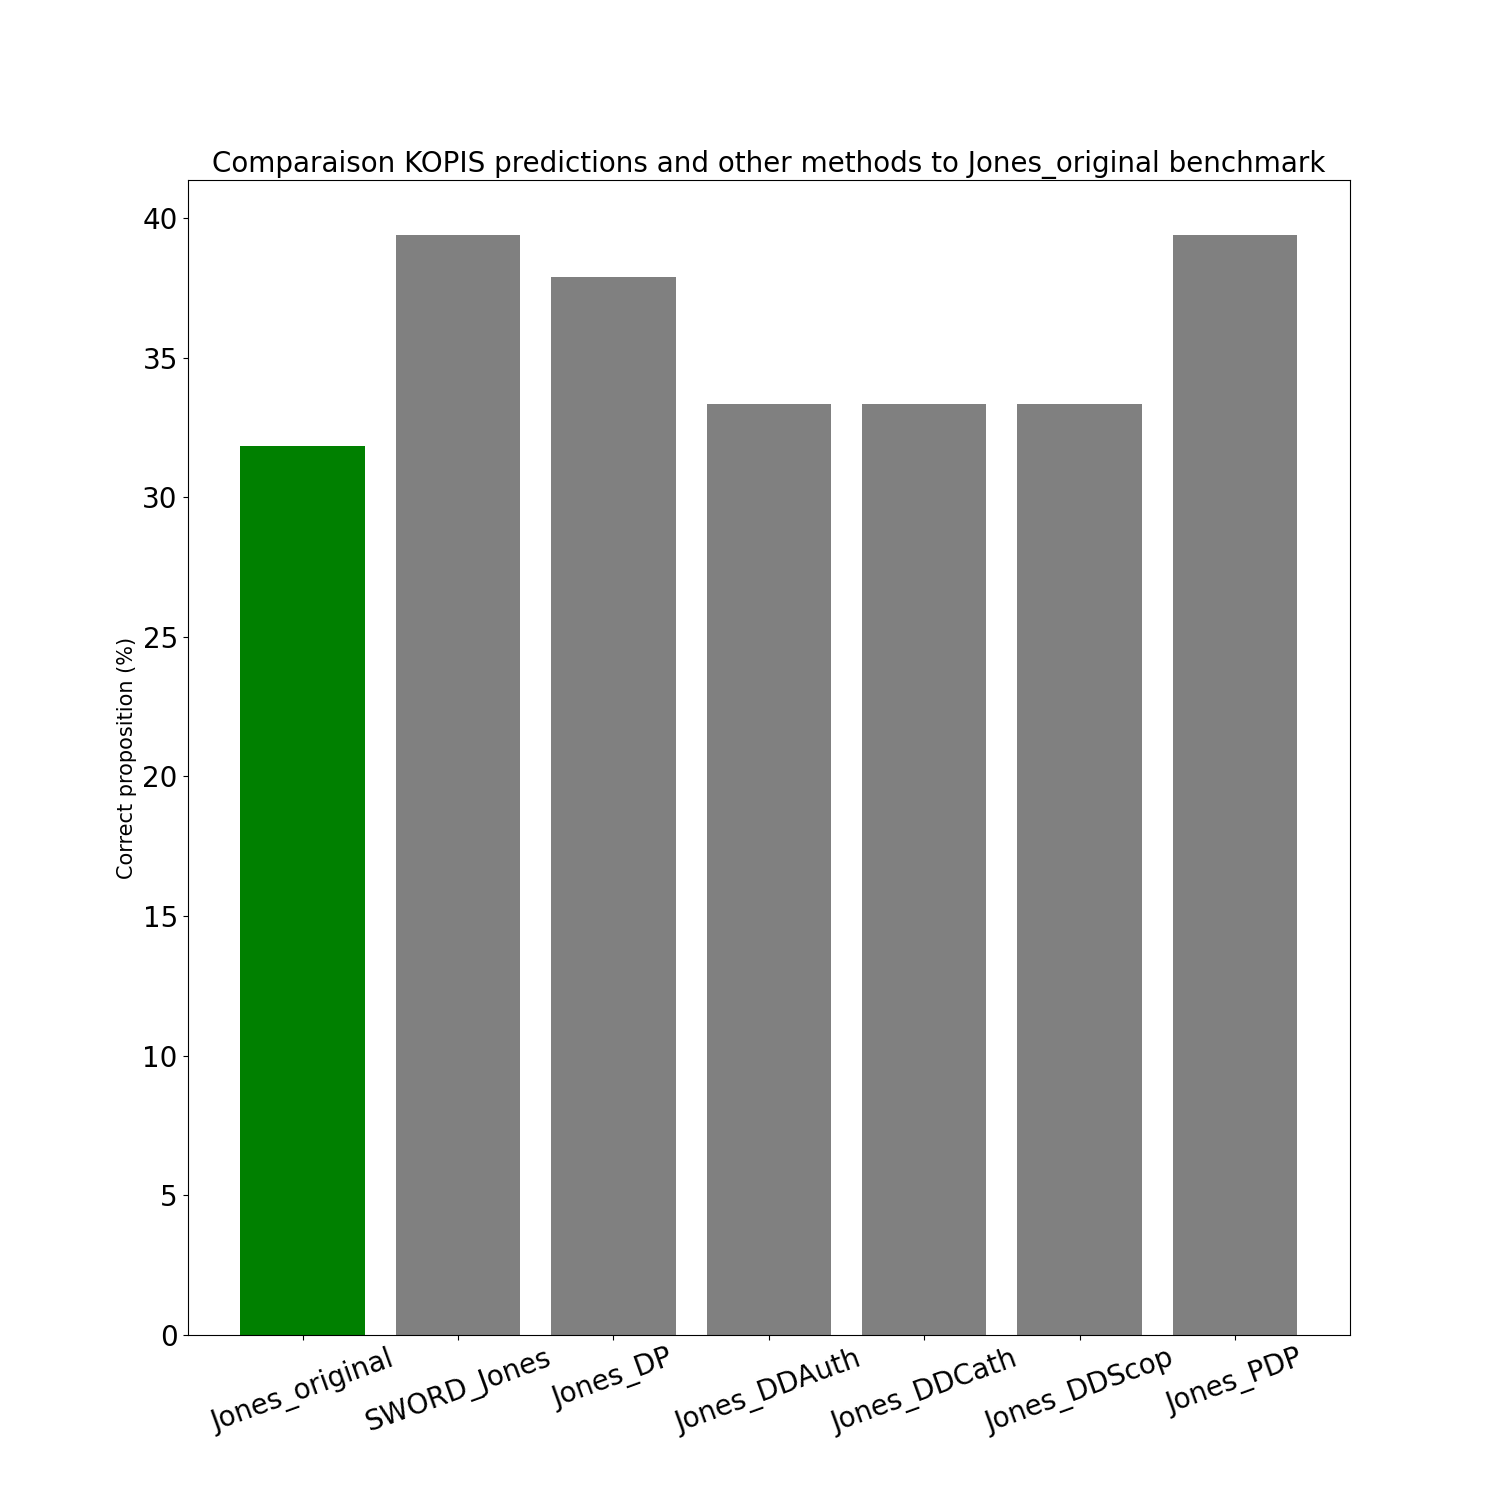 Comparaison KOPIS predictions and other methods to Jones_original benchmark
Correct proposition (%)
40
35
30
25
20
15
10
5
0
Jones_original
SWORD_Jones
Jones_DP
Jones_DDAuth
Jones_DDCath
Jones_DDScop
Jones_PDP